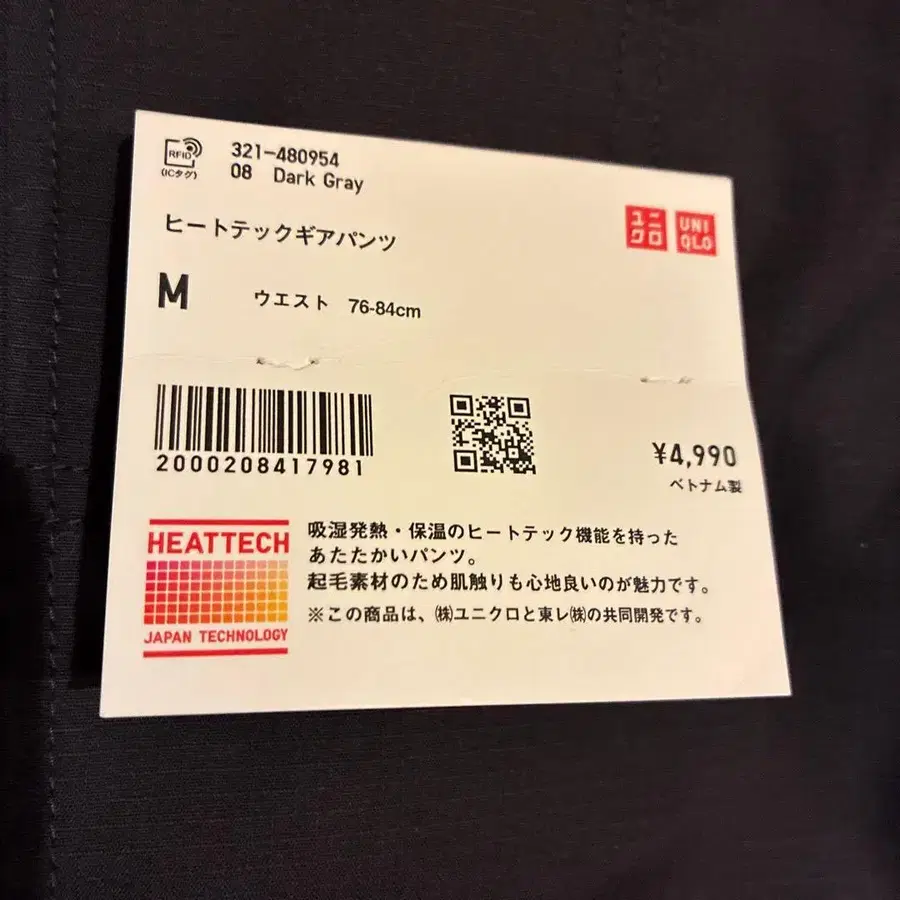 RFID
(ICタグ)
321-480954
08 Dark Gray
ヒートテックギアパンツ
ユニ
クロ
UNI
QLO
M ウエスト 76-84cm
2000208417981
¥4,990
ベトナム製
HEATTECH
JAPAN TECHNOLOGY
吸湿発熱・保温のヒートテック機能を持った
あたたかいパンツ。
起毛素材のため肌触りも心地良いのが魅力です。
※この商品は、㈱ユニクロと東レ㈱の共同開発です。